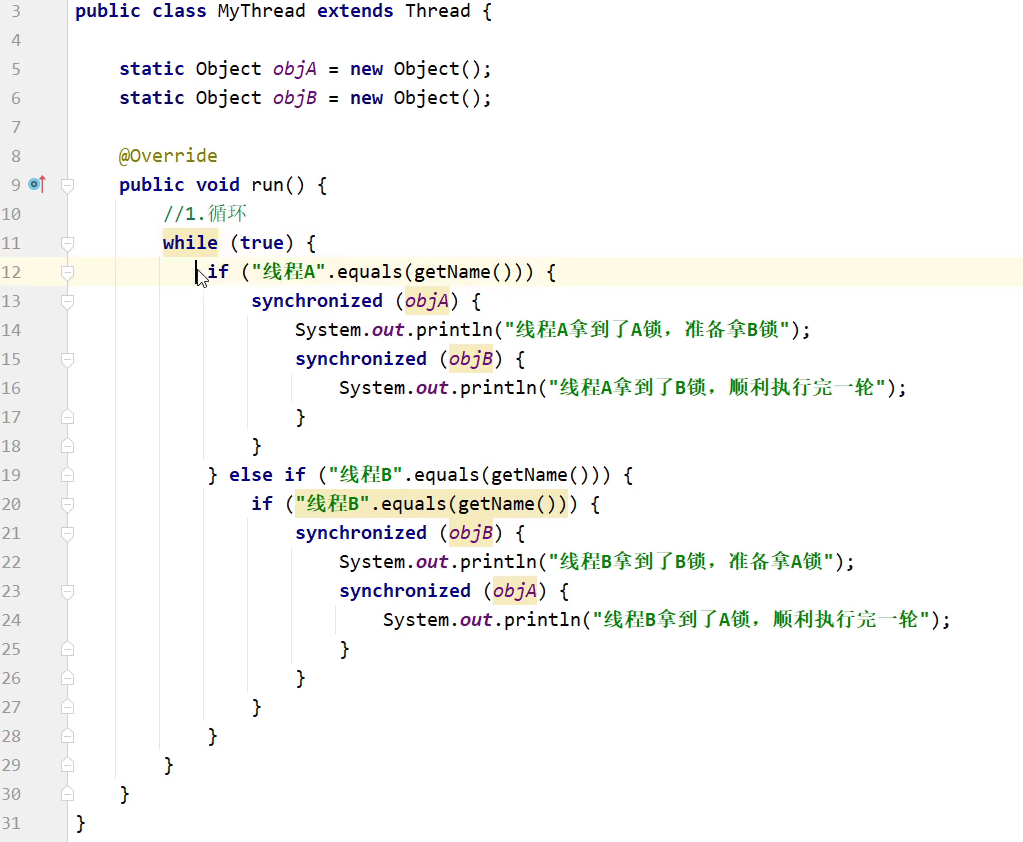 3 public class MyThread extends Thread {
4
5 static Object objA = new Object();
6 static Object objB = new Object();
7
8 @Override
9 public void run() {
10 //1.循环
11 while (true) {
12 if ("线程A".equals(getName())) {
13 synchronized (objA) {
14 System.out.println("线程A拿到了A锁，准备拿B锁");
15 synchronized (objB) {
16 System.out.println("线程A拿到了B锁，顺利执行完一轮");
17 }
18 }
19 } else if ("线程B".equals(getName())) {
20 if ("线程B".equals(getName())) {
21 synchronized (objB) {
22 System.out.println("线程B拿到了B锁，准备拿A锁");
23 synchronized (objA) {
24 System.out.println("线程B拿到了A锁，顺利执行完一轮");
25 }
26 }
27 }
28 }
29 }
30 }
31 }